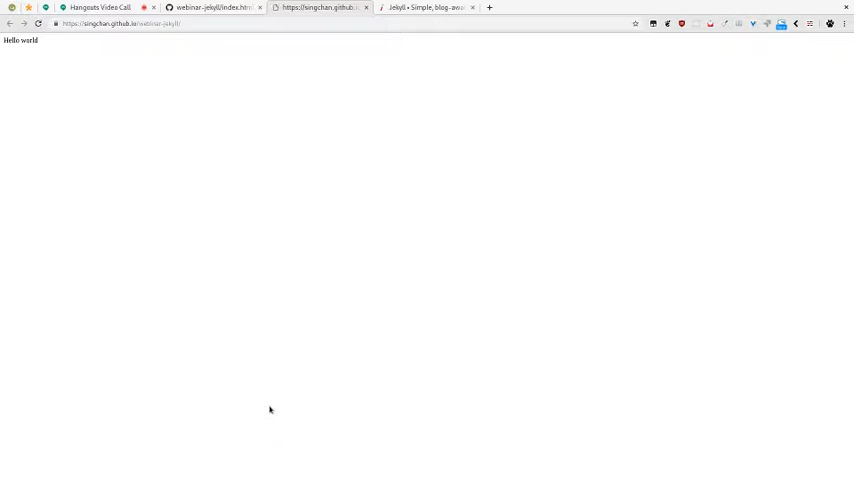 Hangouts Video Call
webinar-jekyll/index.htm
https://singchan.github.io
Jekyll • Simple, blog-awa
https://singchan.github.io/webinar-jekyll/
Hello world